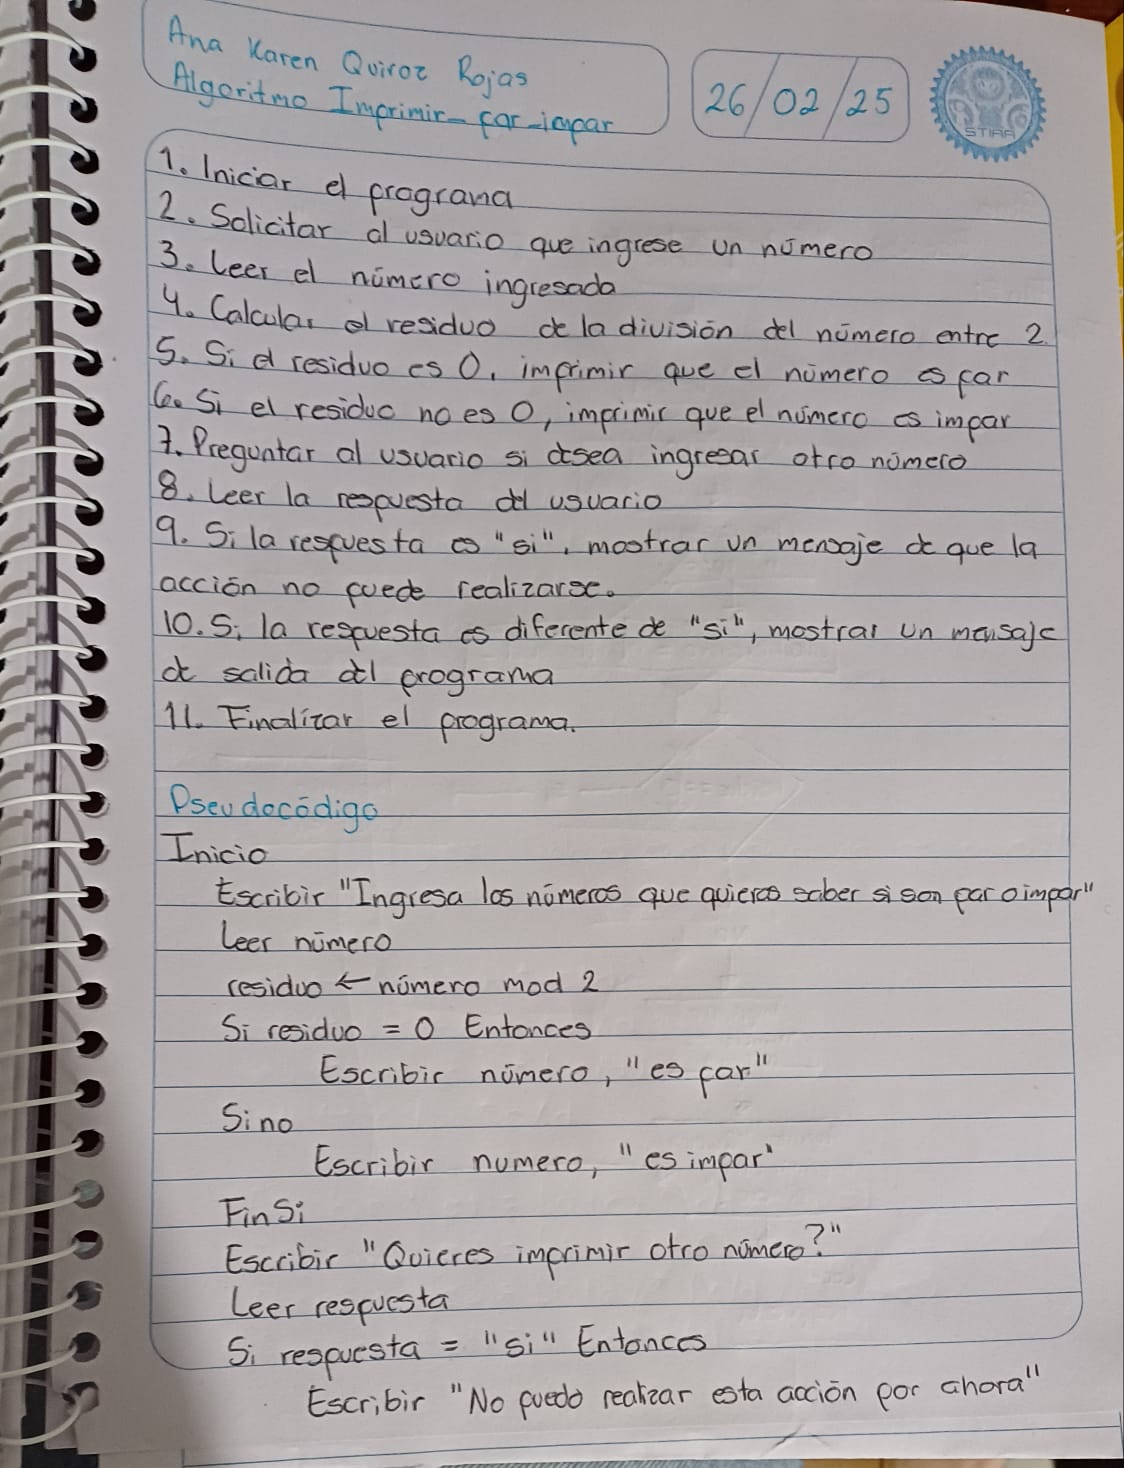 Ana Karen Quiroz Rojas
Algoritmo Imprimir-par-impar
26/02/25
STIAA
1. Iniciar el programa
2. Solicitar al usuario que ingrese un número
3. Leer el número ingresado
4. Calcular el residuo de la división del número entre 2
5. Si el residuo es 0, imprimir que el número es par
6. Si el residuo no es 0, imprimir que el número es impar
7. Preguntar al usuario si desea ingresar otro número
8. Leer la respuesta del usuario
9. Si la respuesta es "si", mostrar un mensaje de que la
acción no puede realizarse.
10. Si la respuesta es diferente de "si", mostrar un mensaje
de salida del programa
11. Finalizar el programa.
Pseudocódigo
Inicio
Escribir "Ingresa los números que quieres saber si son par o impar"
Leer número
residuo ← número mod 2
Si residuo = 0 Entonces
Escribir número, "es par"
Sino
Escribir numero, "es impar"
FinSi
Escribir "Quieres imprimir otro número?"
Leer respuesta
Si respuesta = "si" Entonces
Escribir "No puedo realizar esta acción por ahora"